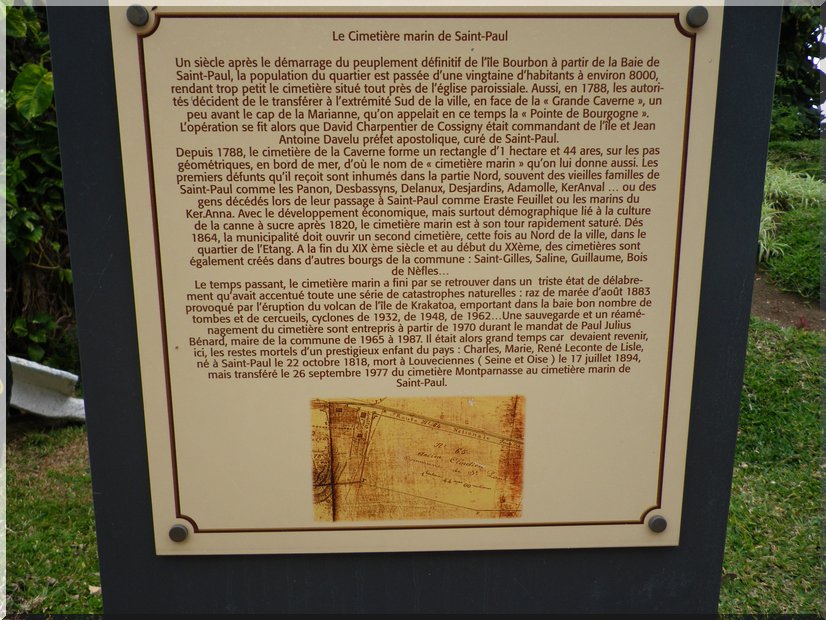 Le Cimetière marin de Saint-Paul
Un siècle après le démarrage du peuplement définitif de l'île Bourbon à partir de la Baie de
Saint-Paul, la population du quartier est passée d'une vingtaine d'habitants à environ 8000,
rendant trop petit le cimetière situé tout près de l'église paroissiale. Aussi, en 1788, les autori-
tés décident de le transférer à l'extrémité Sud de la ville, en face de la « Grande Caverne », un
peu avant le cap de la Marianne, qu'on appelait en ce temps la « Pointe de Bourgogne ».
L'opération se fit alors que David Charpentier de Cossigny était commandant de l'île et Jean
Antoine Davelu préfet apostolique, curé de Saint-Paul.
Depuis 1788, le cimetière de la Caverne forme un rectangle d'1 hectare et 44 ares, sur les pas
géométriques, en bord de mer, d'où le nom de « cimetière marin » qu'on lui donne aussi. Les
premiers défunts qu'il reçoit sont inhumés dans la partie Nord, souvent des vieilles familles de
Saint-Paul comme les Panon, Desbassyns, Delanux, Desjardins, Adamolle, KerAnval ... ou des
gens décédés lors de leur passage à Saint-Paul comme Eraste Feuillet ou les marins du
Ker.Anna. Avec le développement économique, mais surtout démographique lié à la culture
de la canne à sucre après 1820, le cimetière marin est à son tour rapidement saturé. Dés
1864, la municipalité doit ouvrir un second cimetière, cette fois au Nord de la ville, dans le
quartier de l'Etang. A la fin du XIX ème siècle et au début du XXème, des cimetières sont
également créés dans d'autres bourgs de la commune : Saint-Gilles, Saline, Guillaume, Bois
de Nèfles...
Le temps passant, le cimetière marin a fini par se retrouver dans un triste état de délabre-
ment qu'avait accentué toute une série de catastrophes naturelles : raz de marée d'août 1883
provoqué par l'éruption du volcan de l'île de Krakatoa, emportant dans la baie bon nombre de
tombes et de cercueils, cyclones de 1932, de 1948, de 1962...Une sauvegarde et un réamé-
nagement du cimetière sont entrepris à partir de 1970 durant le mandat de Paul Julius
Bénard, maire de la commune de 1965 à 1987. Il était alors grand temps car devaient revenir,
ici, les restes mortels d'un prestigieux enfant du pays : Charles, Marie, René Leconte de Lisle,
né à Saint-Paul le 22 octobre 1818, mort à Louveciennes ( Seine et Oise ) le 17 juillet 1894,
mais transféré le 26 septembre 1977 du cimetière Montparnasse au cimetière marin de
Saint-Paul.
Route
Nationale
No 66
Ancien Cimetière